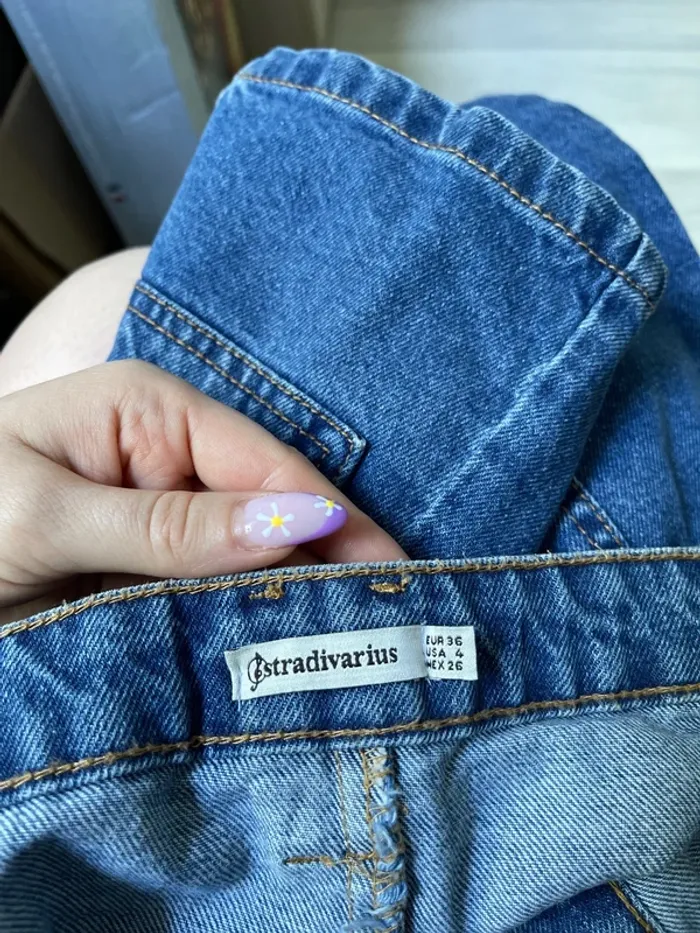 stradivarius
EUR 36
USA 4
MEX 26